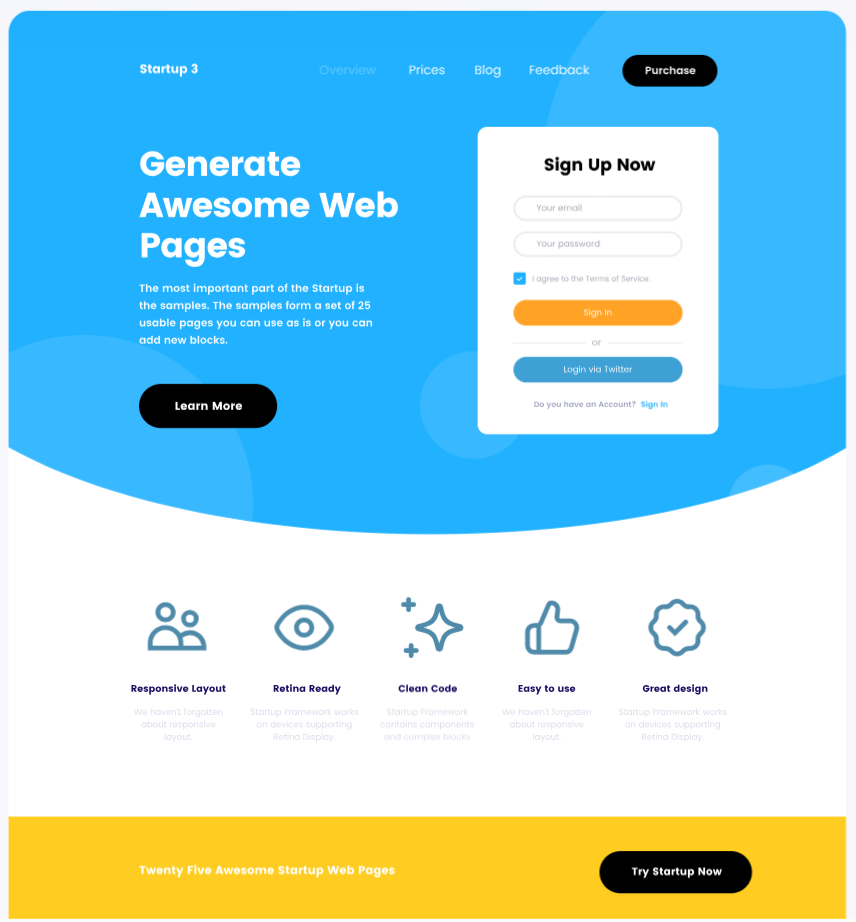 Startup 3
Overview
Prices
Blog
Feedback
Purchase
Generate
Awesome Web
Pages
The most important part of the Startup is
the samples. The samples form a set of 25
usable pages you can use as is or you can
add new blocks.
Learn More
Sign Up Now
Your email
Your password
I agree to the Terms of Service.
Sign in
or
Login via Twitter
Do you have an Account? Sign In
Responsive Layout
We haven't forgotten
about responsive
layout.
Retina Ready
Startup Framework works
on devices supporting
Retina Display.
Clean Code
Startup Framework
contains components
and complex blocks
Easy to use
We haven't forgotten
about responsive
layout.
Great design
Startup Framework works
on devices supporting
Retina Display.
Twenty Five Awesome Startup Web Pages
Try Startup Now